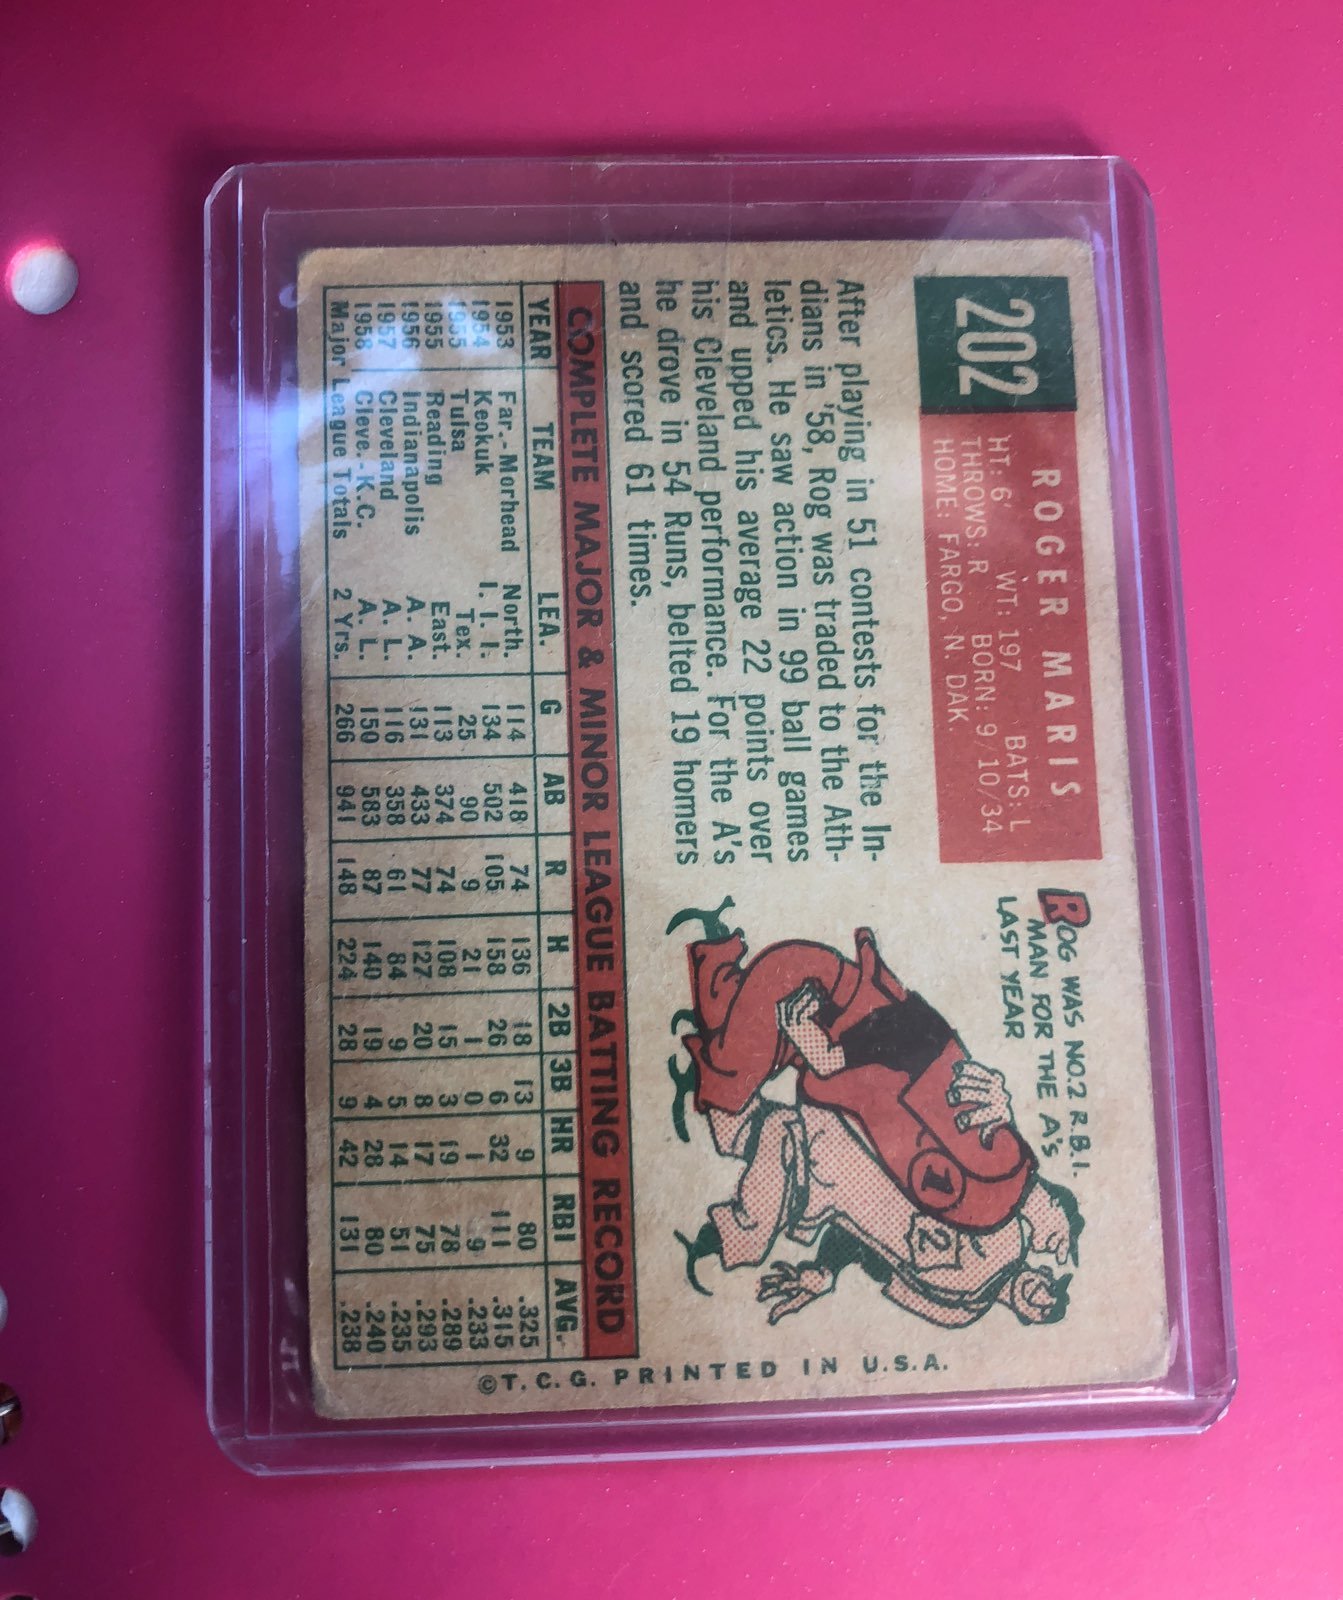 202
ROGER MARIS
HT: 6' WT: 197 BATS: L
THROWS: R BORN: 9/10/34
HOME: FARGO, N. DAK.
ROG WAS NO.2 R.B.I.
MAN FOR THE A'S
LAST YEAR
1
2
After playing in 51 contests for the In-
dians in '58, Rog was traded to the Ath-
letics. He saw action in 99 ball games
and upped his average 22 points over
his Cleveland performance. For the A's
he drove in 54 Runs, belted 19 homers
and scored 61 times.
COMPLETE MAJOR & MINOR LEAGUE BATTING RECORD
YEAR TEAM LEA. G AB R H 2B 3B HR RBI AVG.
1953 Far.-Morhead North. 114 418 74 136 18 13 9 80 .325
1954 Keokuk I. I. I. 134 502 105 158 26 6 32 111 .315
1955 Tulsa Tex. 25 90 9 21 1 0 1 9 .233
1955 Reading East. 113 374 74 108 15 3 19 78 .289
1956 Indianapolis A. A. 131 433 77 127 20 8 17 75 .293
1957 Cleveland A. L. 116 358 61 84 9 5 14 51 .235
1958 Cleve.-K.C. A. L. 150 583 87 140 19 4 28 80 .240
Major League Totals 2 Yrs. 266 941 148 224 28 9 42 131 .238
©T. C. G. PRINTED IN U.S.A.